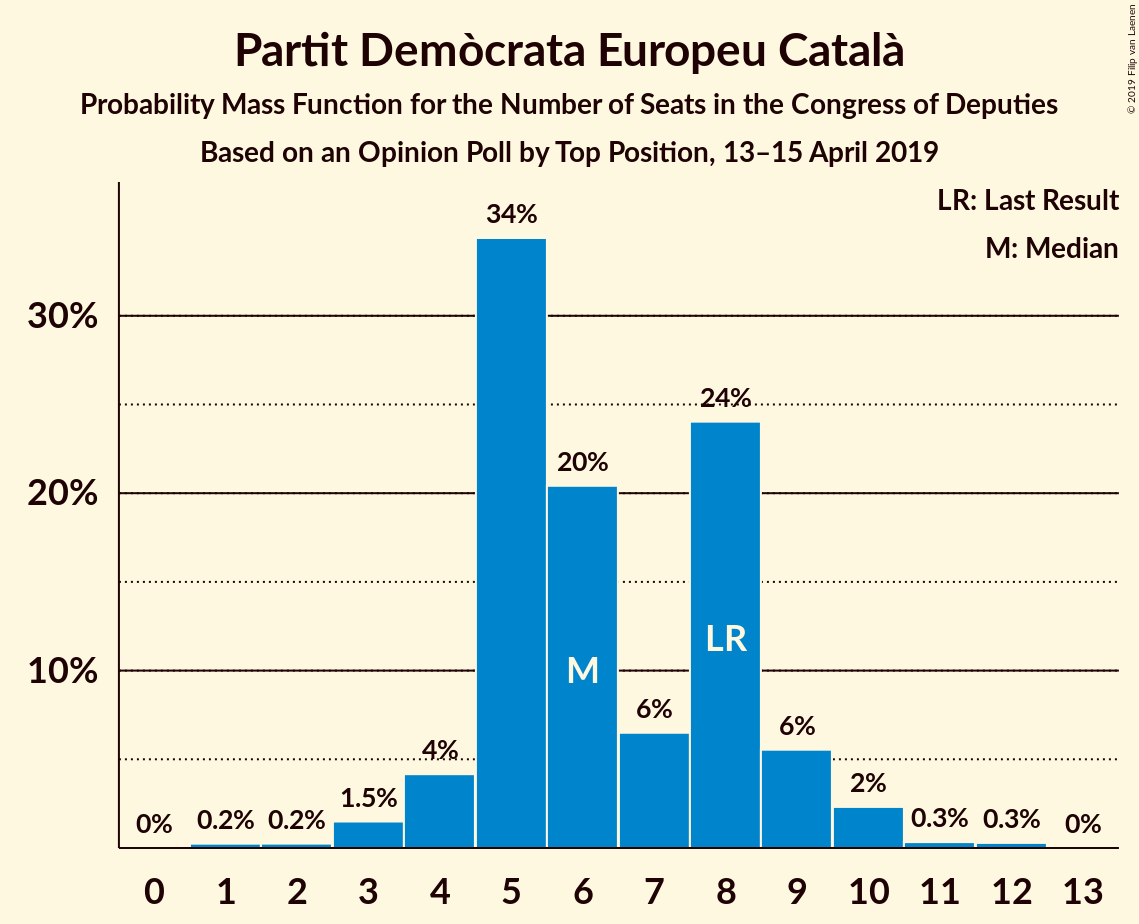 Partit Demòcrata Europeu Català
Probability Mass Function for the Number of Seats in the Congress of Deputies
Based on an Opinion Poll by Top Position, 13–15 April 2019
© 2019 Filip van Laenen
LR: Last Result
M: Median
34%
30%
24%
20%
20%
LR
M
10%
6%
6%
4%
2%
1.5%
0%
0.2%
0.2%
0.3%
0.3%
0%
0 1 2 3 4 5 6 7 8 9 10 11 12 13